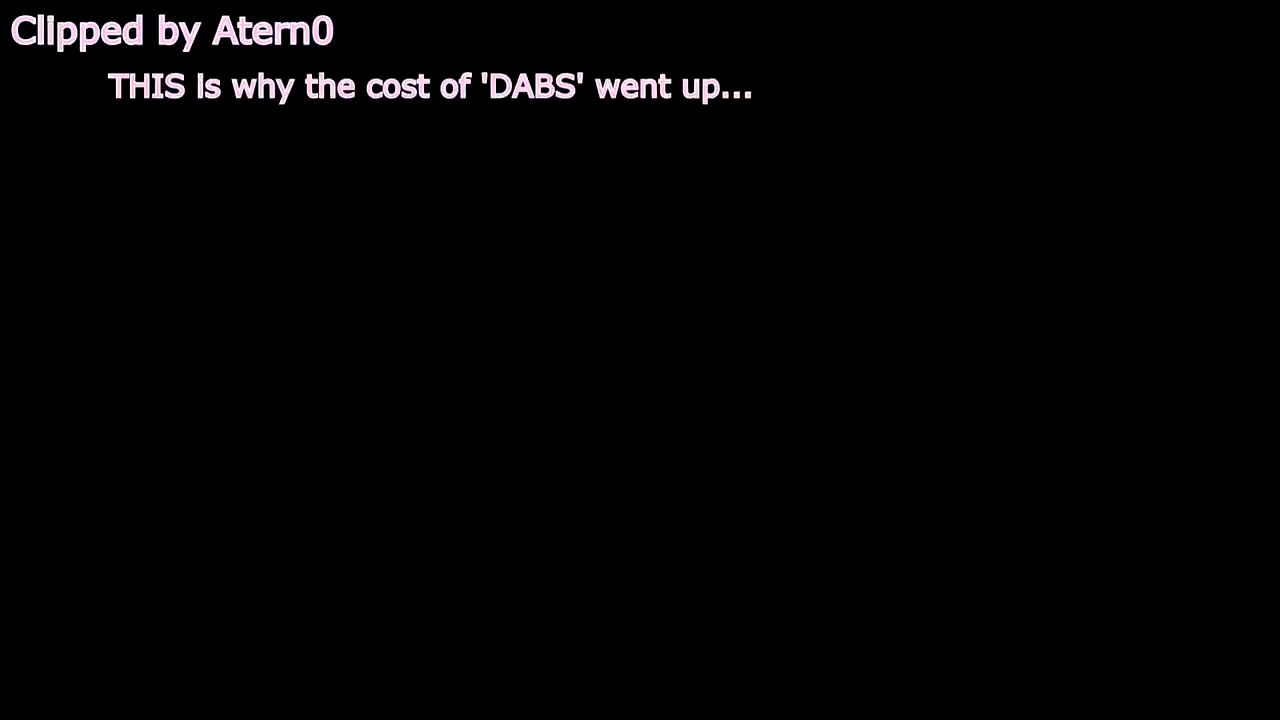 Clipped by Atern0
THIS is why the cost of 'DABS' went up...